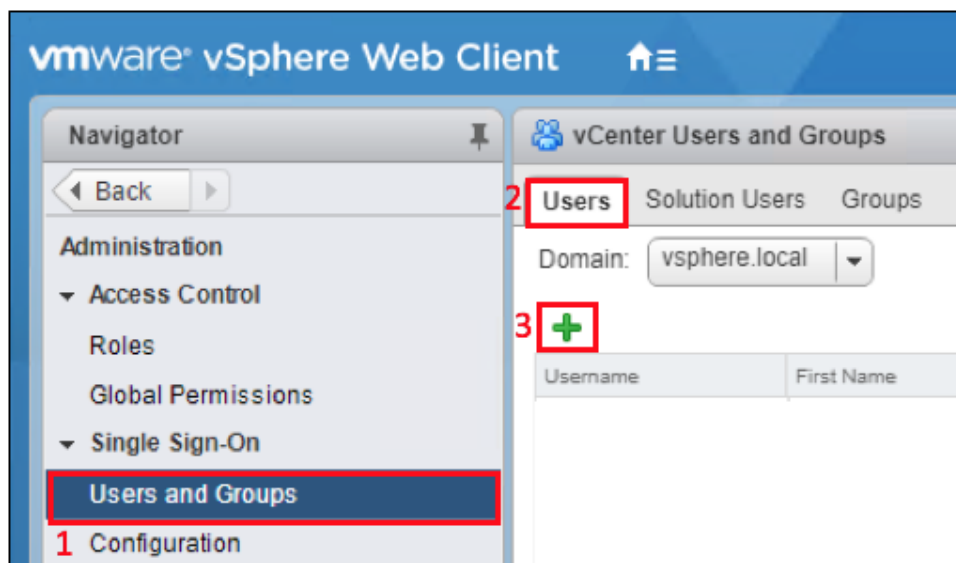 vmware® vSphere Web Client
Navigator
Back
Administration
Access Control
Roles
Global Permissions
Single Sign-On
Users and Groups
1 Configuration
vCenter Users and Groups
2 Users Solution Users Groups
Domain: vsphere.local
3
Username First Name